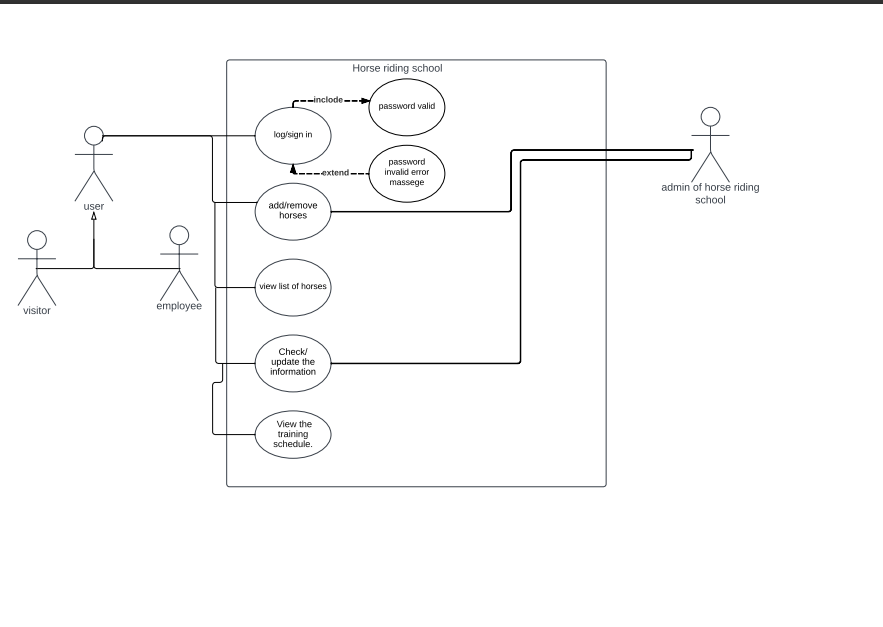 Horse riding school
include
password valid
log/sign in
password
invalid error
massege
extend
user
add/remove
horses
admin of horse riding
school
visitor
employee
view list of horses
Check/
update the
information
View the
training
schedule.